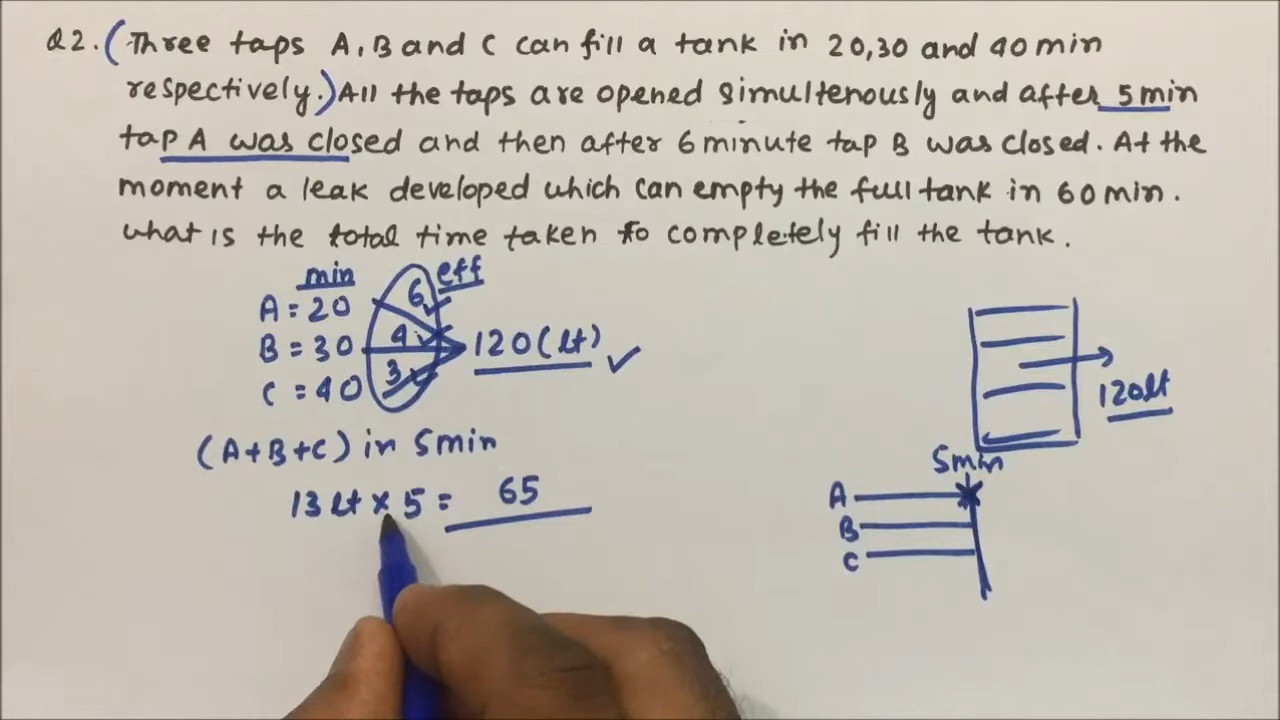 Q2. (Three taps A, B and C can fill a tank in 20,30 and 40 min
respectively.) All the taps are opened simultenously and after 5 min
tap A was closed and then after 6 minute tap B was closed. At the
moment a leak developed which can empty the full tank in 60 min.
what is the total time taken to completely fill the tank.
min eff
A = 20 6
B = 30 4 120 (lt) ✓
C = 40 3
120 lt
(A+B+C) in 5 min
13 lt × 5 = 65
5 min
A
B
C